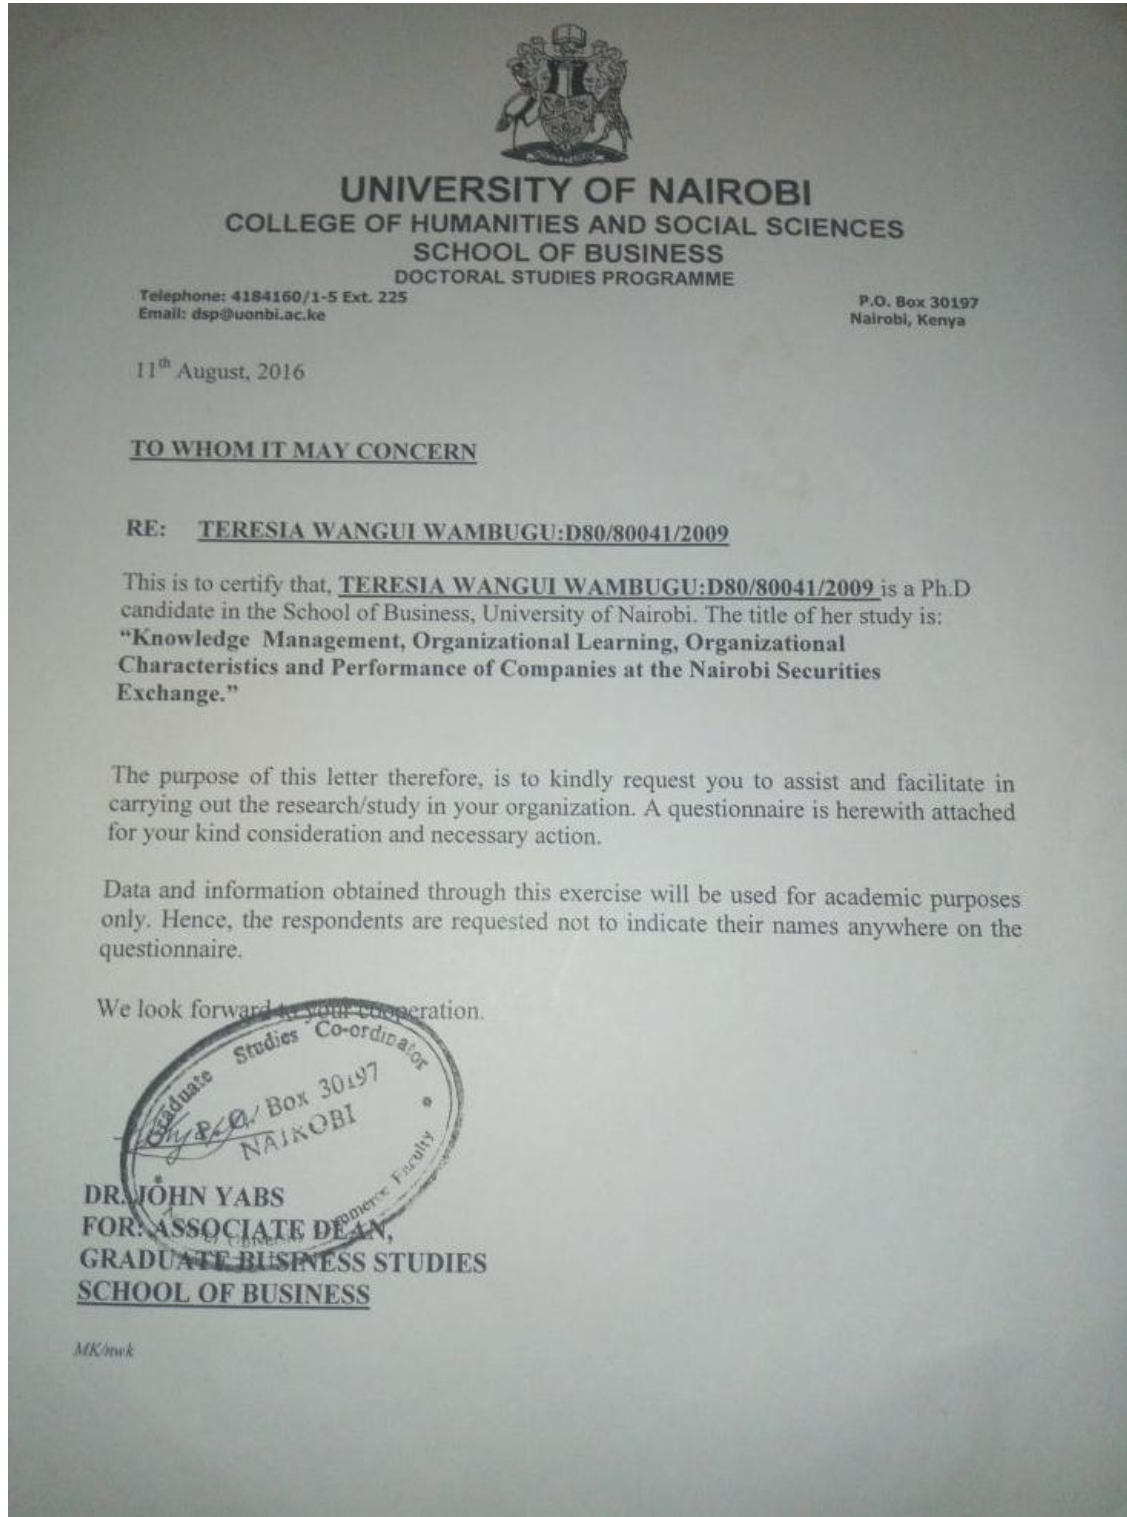 UNIVERSITY OF NAIROBI
COLLEGE OF HUMANITIES AND SOCIAL SCIENCES
SCHOOL OF BUSINESS
DOCTORAL STUDIES PROGRAMME
Telephone: 4184160/1-5 Ext. 225
Email: dsp@uonbi.ac.ke
P.O. Box 30197
Nairobi, Kenya
11th August, 2016
TO WHOM IT MAY CONCERN
RE: TERESIA WANGUI WAMBUGU:D80/80041/2009
This is to certify that, TERESIA WANGUI WAMBUGU:D80/80041/2009 is a Ph.D
candidate in the School of Business, University of Nairobi. The title of her study is:
“Knowledge Management, Organizational Learning, Organizational
Characteristics and Performance of Companies at the Nairobi Securities
Exchange.”
The purpose of this letter therefore, is to kindly request you to assist and facilitate in
carrying out the research/study in your organization. A questionnaire is herewith attached
for your kind consideration and necessary action.
Data and information obtained through this exercise will be used for academic purposes
only. Hence, the respondents are requested not to indicate their names anywhere on the
questionnaire.
We look forward to your cooperation.
Graduate Studies Co-ordinator
P. O. Box 30197
NAIROBI
Commerce Faculty
DR. JOHN YABS
FOR: ASSOCIATE DEAN,
GRADUATE BUSINESS STUDIES
SCHOOL OF BUSINESS
MK/nwk